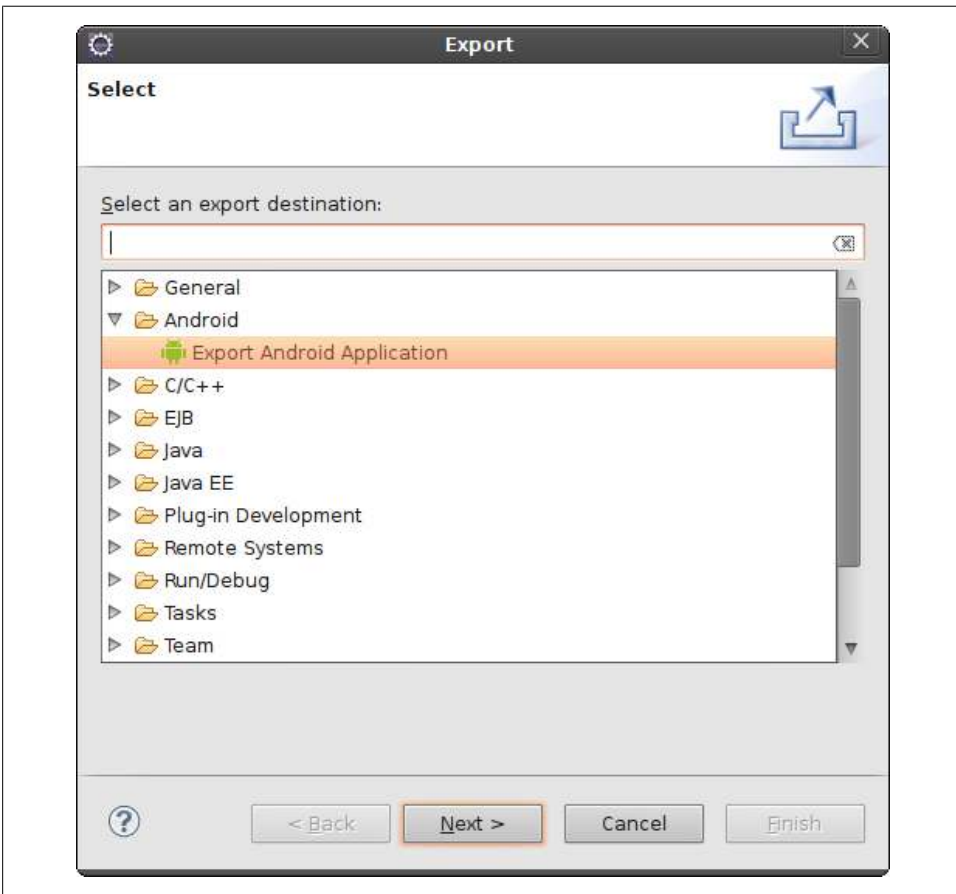 Export
Select
Select an export destination:
General
Android
Export Android Application
C/C++
EJB
Java
Java EE
Plug-in Development
Remote Systems
Run/Debug
Tasks
Team
< Back
Next >
Cancel
Finish